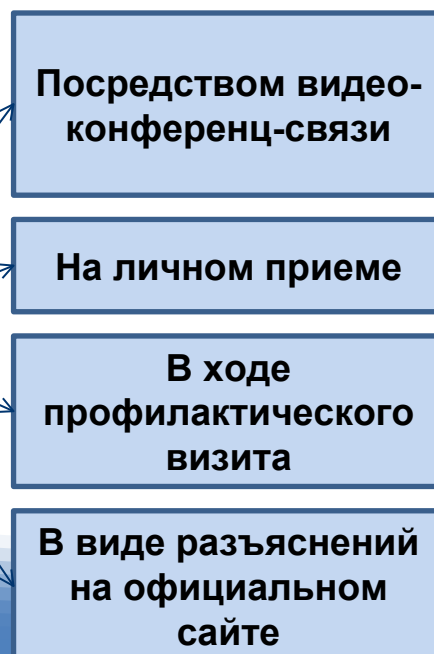 Посредством видео-
конференц-связи
На личном приеме
В ходе
профилактического
визита
В виде разъяснений
на официальном
сайте